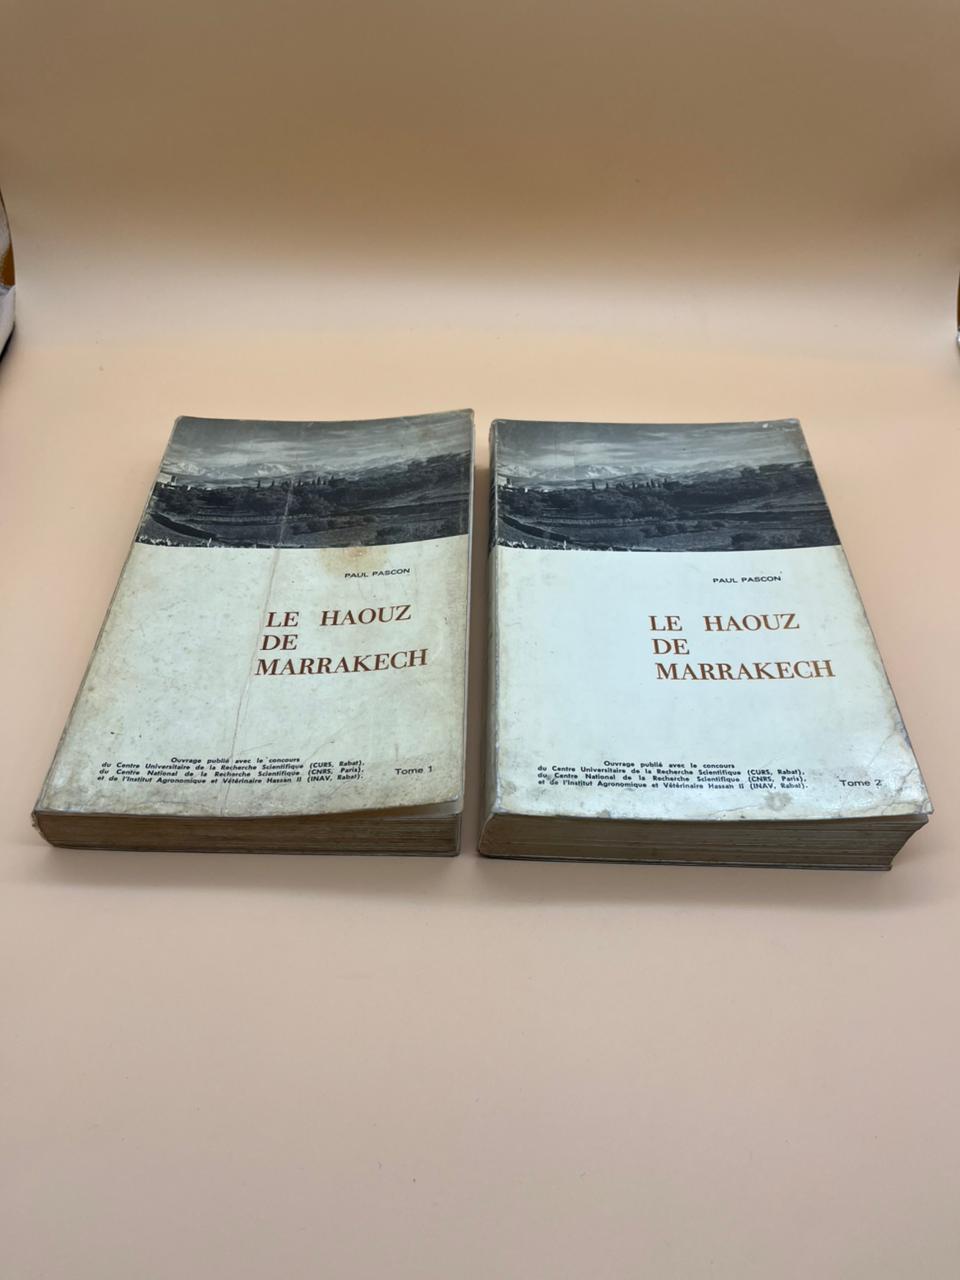 PAUL PASCON
LE HAOUZ
DE
MARRAKECH
Ouvrage publié avec le concours
du Centre Universitaire de la Recherche Scientifique (CURS, Rabat),
du Centre National de la Recherche Scientifique (CNRS, Paris),
et de l'Institut Agronomique et Vétérinaire Hassan II (INAV, Rabat).
Tome 1
PAUL PASCON
LE HAOUZ
DE
MARRAKECH
Ouvrage publié avec le concours
du Centre Universitaire de la Recherche Scientifique (CURS, Rabat),
du Centre National de la Recherche Scientifique (CNRS, Paris),
et de l'Institut Agronomique et Vétérinaire Hassan II (INAV, Rabat).
Tome 2